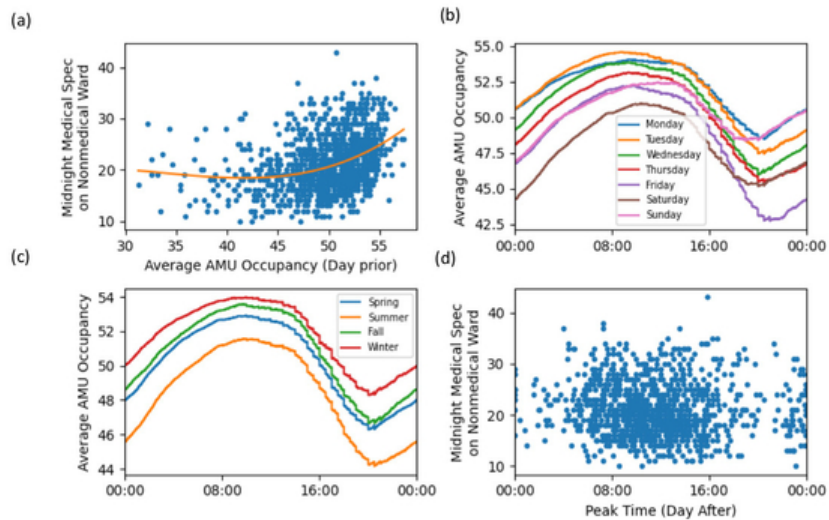 (a)
Midnight Medical Spec
on Nonmedical Ward
40
30
20
10
30 35 40 45 50 55
Average AMU Occupancy (Day prior)
(b)
Average AMU Occupancy
55.0
52.5
50.0
47.5
45.0
42.5
Monday
Tuesday
Wednesday
Thursday
Friday
Saturday
Sunday
00:00 08:00 16:00 00:00
(c)
Average AMU Occupancy
54
52
50
48
46
44
Spring
Summer
Fall
Winter
00:00 08:00 16:00 00:00
(d)
Midnight Medical Spec
on Nonmedical Ward
40
30
20
10
00:00 08:00 16:00 00:00
Peak Time (Day After)